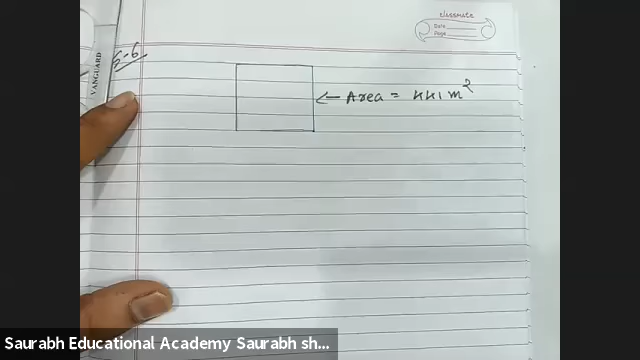 classmate
Date
Page
VANGUARD
5-6
← Area = 441 m²
Saurabh Educational Academy Saurabh sh...